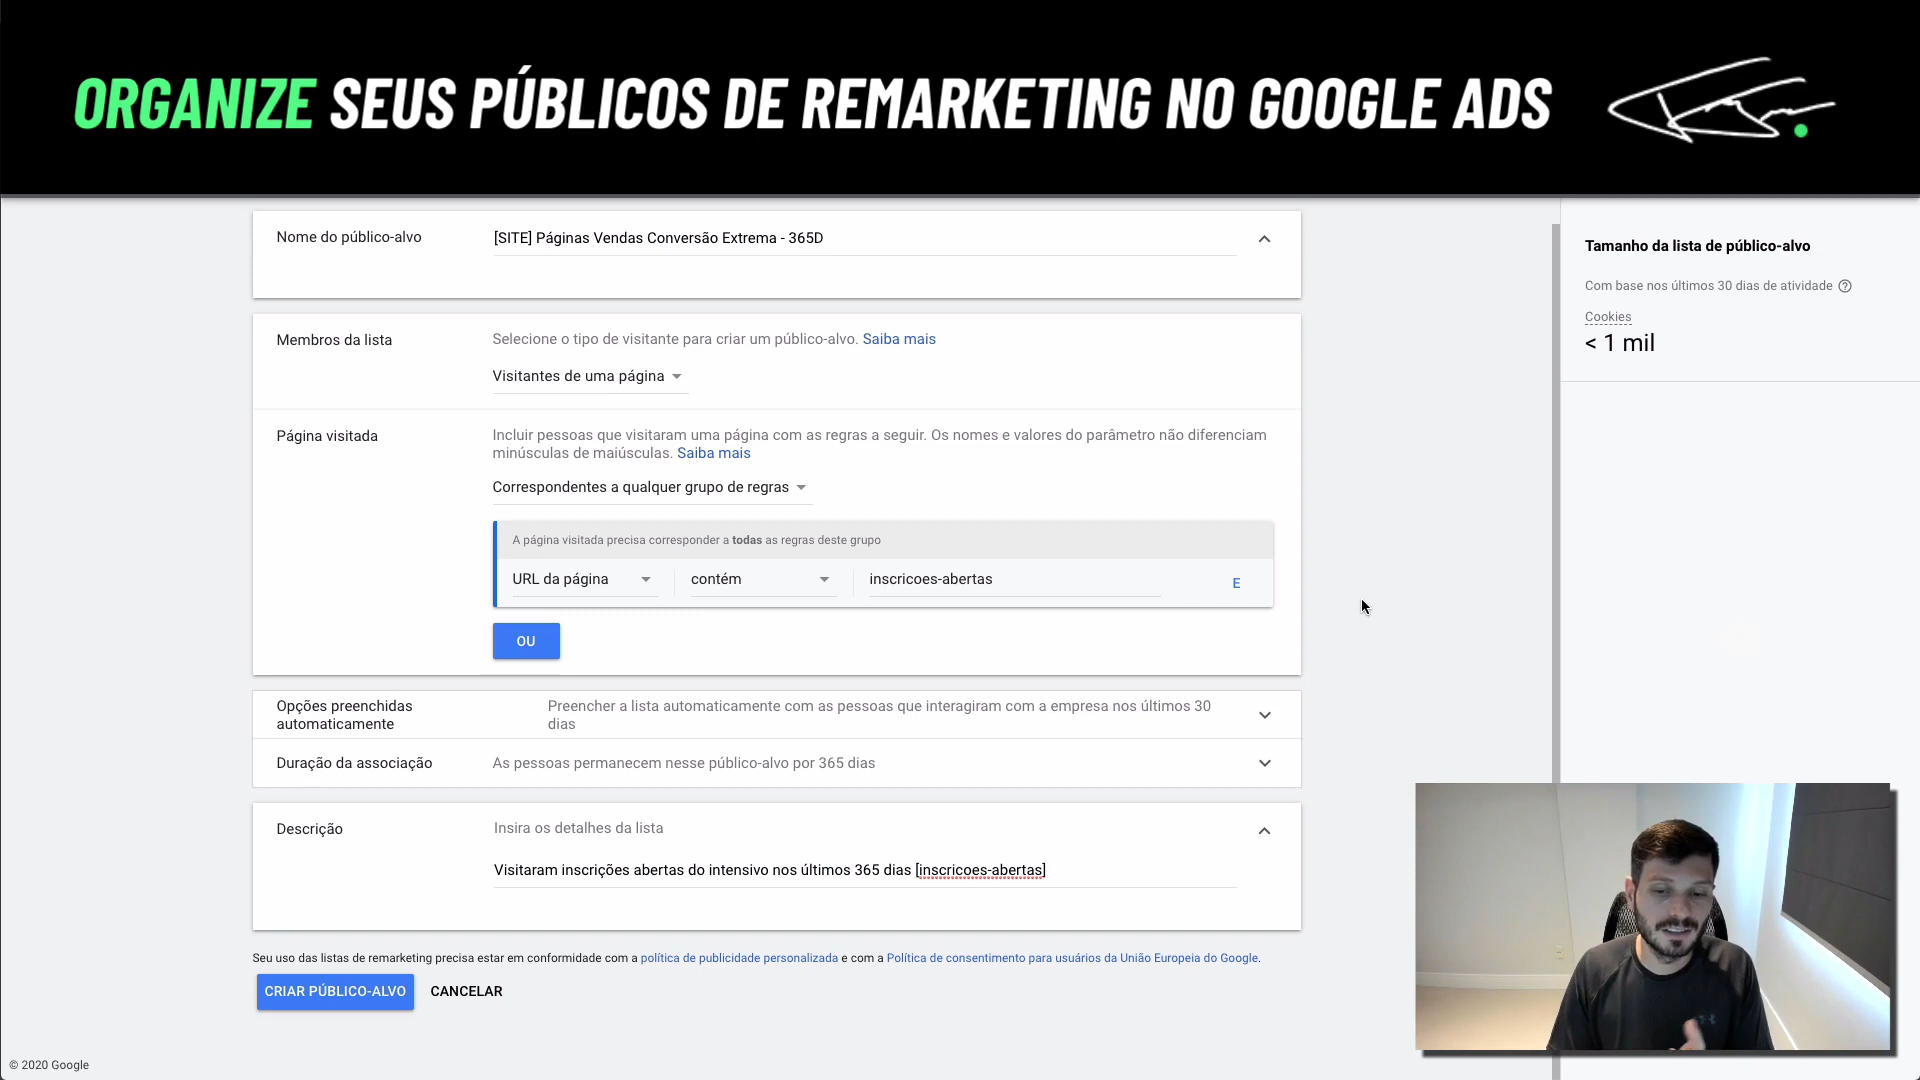 ORGANIZE SEUS PÚBLICOS DE REMARKETING NO GOOGLE ADS
Nome do público-alvo
[SITE] Páginas Vendas Conversão Extrema - 365D
Membros da lista
Selecione o tipo de visitante para criar um público-alvo. Saiba mais
Visitantes de uma página
Página visitada
Incluir pessoas que visitaram uma página com as regras a seguir. Os nomes e valores do parâmetro não diferenciam
minúsculas de maiúsculas. Saiba mais
Correspondentes a qualquer grupo de regras
A página visitada precisa corresponder a todas as regras deste grupo
URL da página
contém
inscricoes-abertas
E
OU
Opções preenchidas
automaticamente
Preencher a lista automaticamente com as pessoas que interagiram com a empresa nos últimos 30
dias
Duração da associação
As pessoas permanecem nesse público-alvo por 365 dias
Descrição
Insira os detalhes da lista
Visitaram inscrições abertas do intensivo nos últimos 365 dias [inscricoes-abertas]
Seu uso das listas de remarketing precisa estar em conformidade com a política de publicidade personalizada e com a Política de consentimento para usuários da União Europeia do Google.
CRIAR PÚBLICO-ALVO
CANCELAR
© 2020 Google
Tamanho da lista de público-alvo
Com base nos últimos 30 dias de atividade
Cookies
< 1 mil